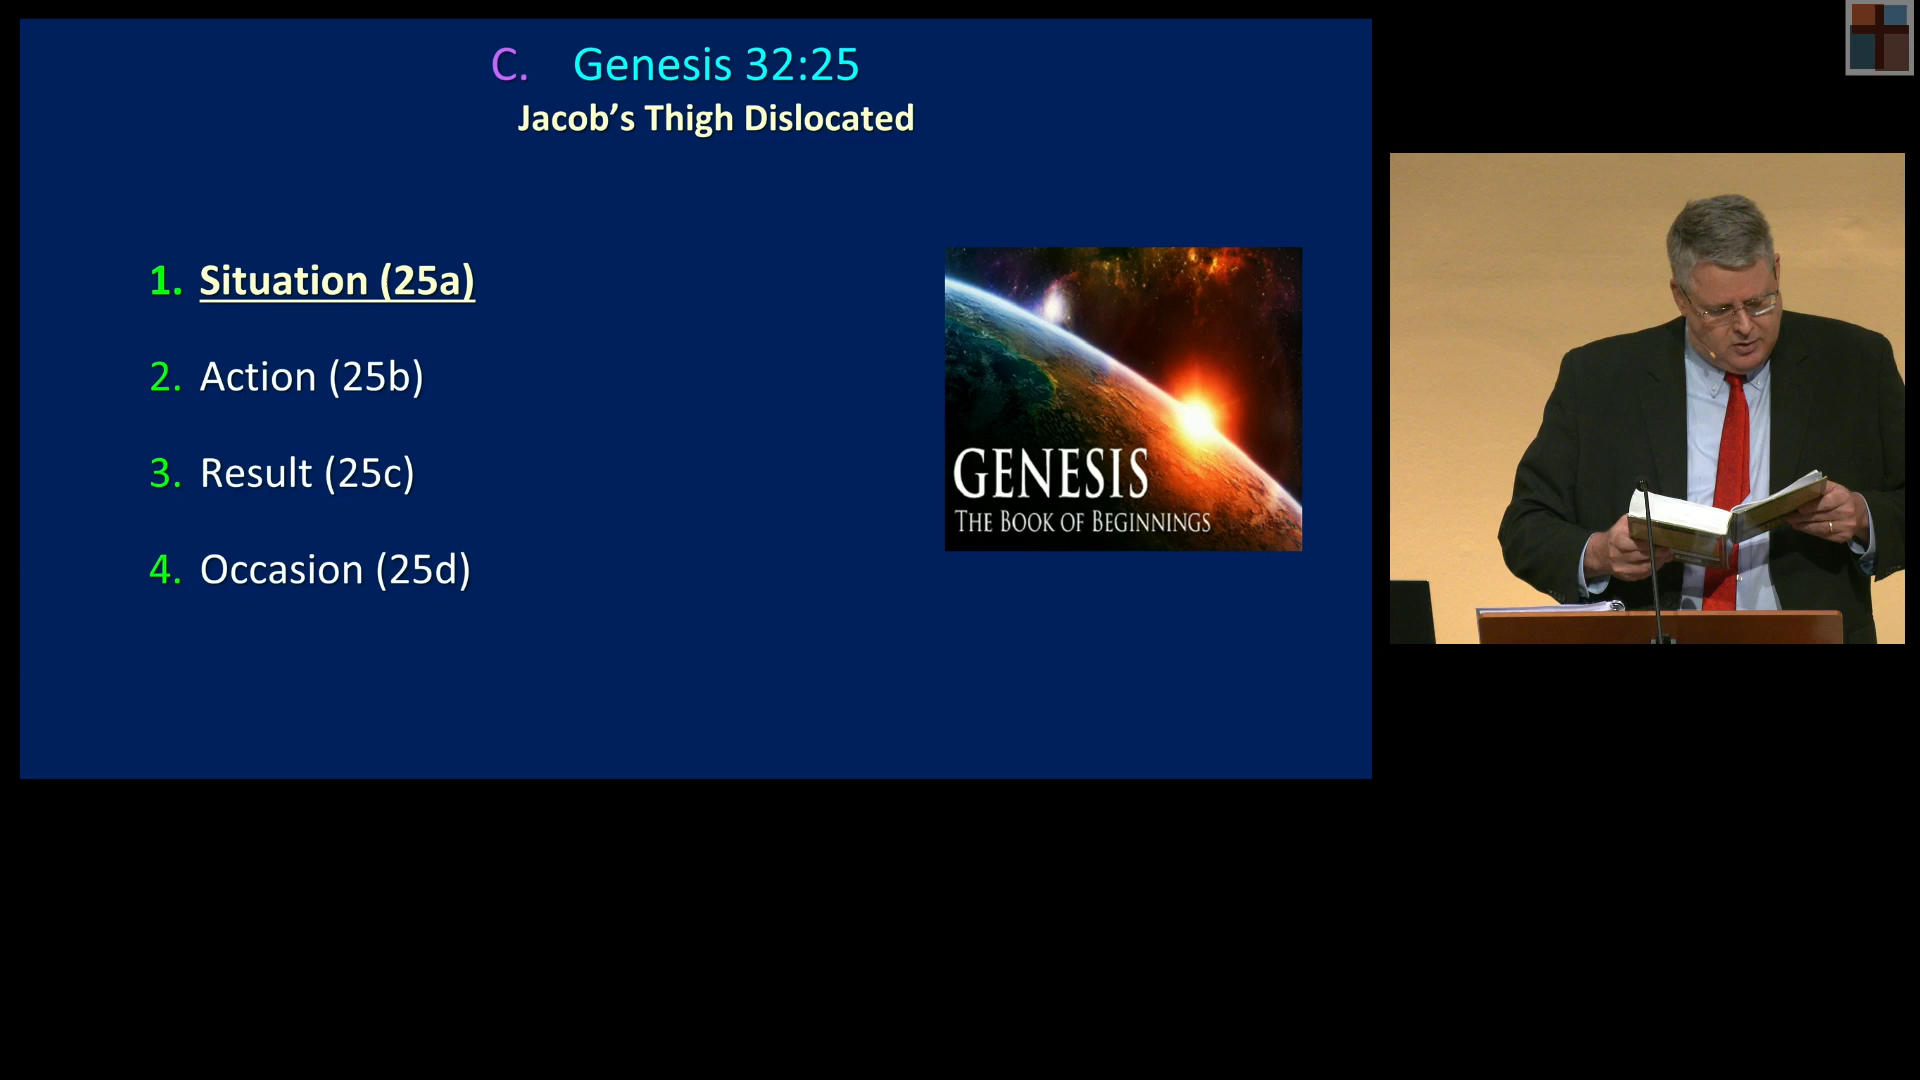 C. Genesis 32:25
Jacob’s Thigh Dislocated
1. Situation (25a)
2. Action (25b)
3. Result (25c)
4. Occasion (25d)
GENESIS
THE BOOK OF BEGINNINGS